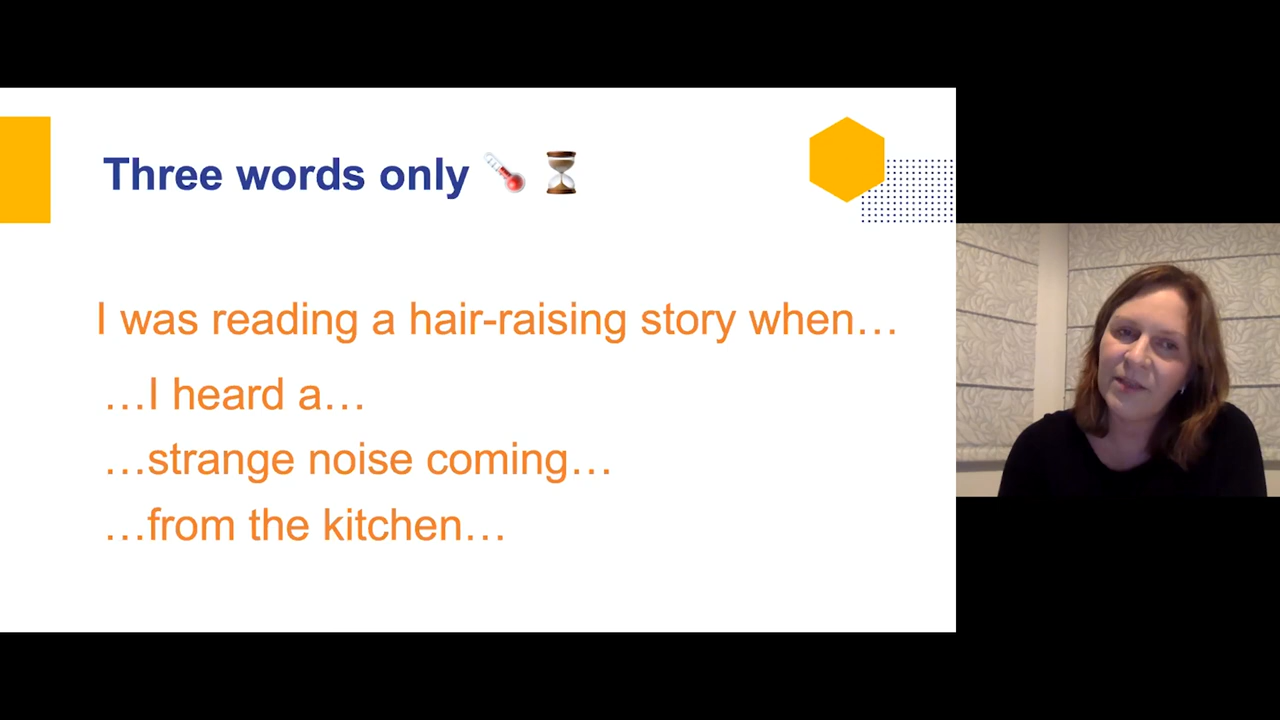 Three words only 🌡️⏳
I was reading a hair-raising story when…
…I heard a…
…strange noise coming…
…from the kitchen…